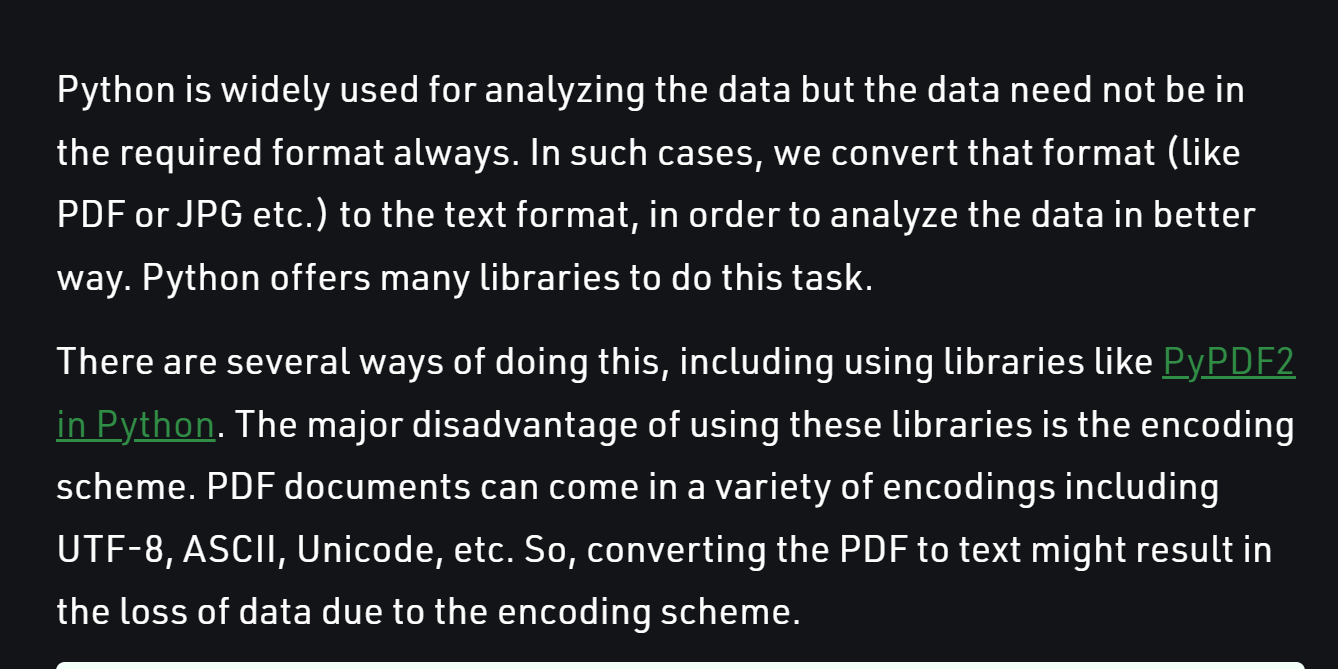 Python is widely used for analyzing the data but the data need not be in
the required format always. In such cases, we convert that format (like
PDF or JPG etc.) to the text format, in order to analyze the data in better
way. Python offers many libraries to do this task.
There are several ways of doing this, including using libraries like PyPDF2
in Python. The major disadvantage of using these libraries is the encoding
scheme. PDF documents can come in a variety of encodings including
UTF-8, ASCII, Unicode, etc. So, converting the PDF to text might result in
the loss of data due to the encoding scheme.